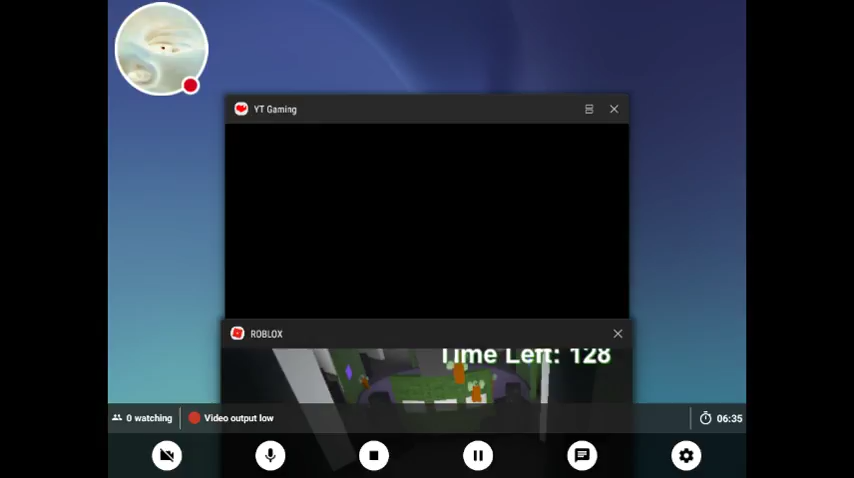 YT Gaming
ROBLOX
Time Left: 128
0 watching
Video output low
06:35